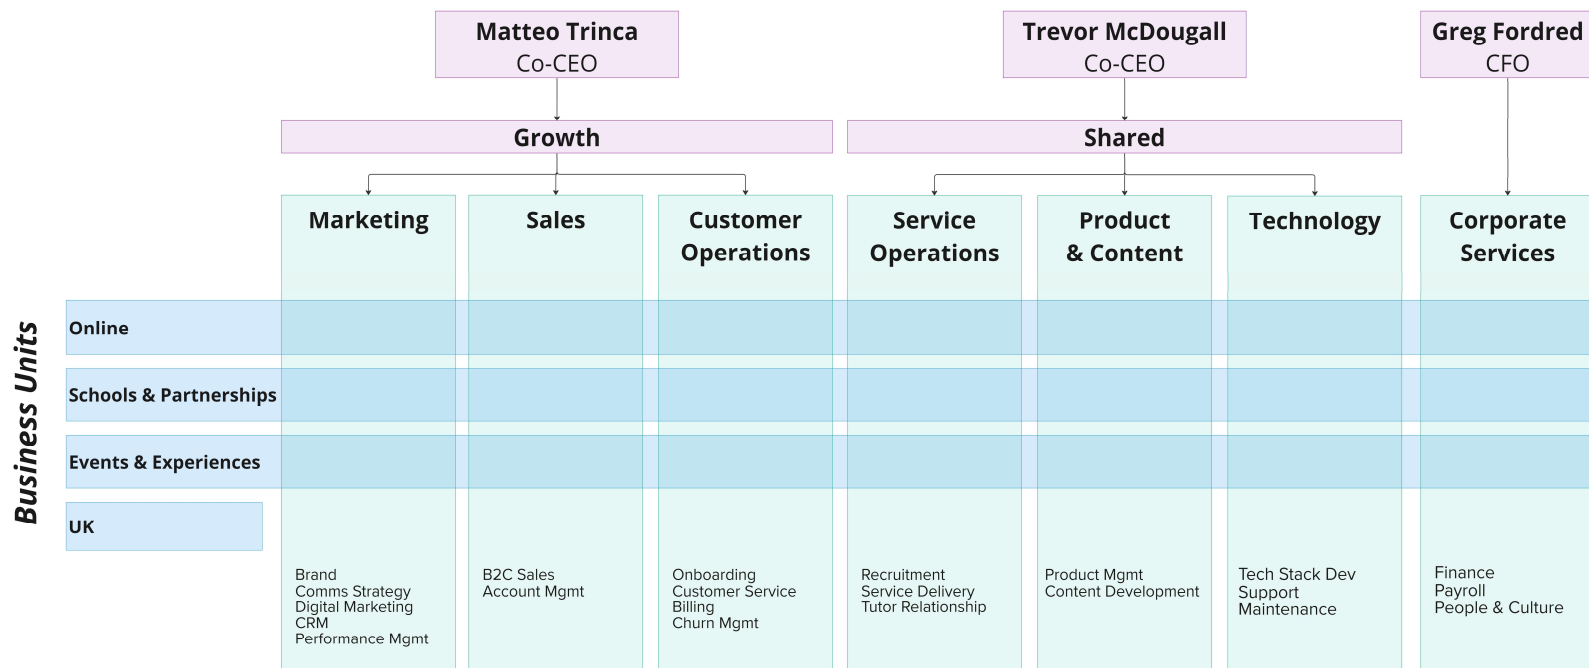 Matteo Trinca
Co-CEO
Trevor McDougall
Co-CEO
Greg Fordred
CFO
Growth
Shared
Marketing
Sales
Customer
Operations
Service
Operations
Product
& Content
Technology
Corporate
Services
Business Units
Online
Schools & Partnerships
Events & Experiences
UK
Brand
Comms Strategy
Digital Marketing
CRM
Performance Mgmt
B2C Sales
Account Mgmt
Onboarding
Customer Service
Billing
Churn Mgmt
Recruitment
Service Delivery
Tutor Relationship
Product Mgmt
Content Development
Tech Stack Dev
Support
Maintenance
Finance
Payroll
People & Culture